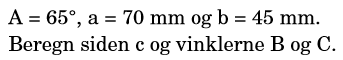 A = 65°, a = 70 mm og b = 45 mm.
Beregn siden c og vinklerne B og C.